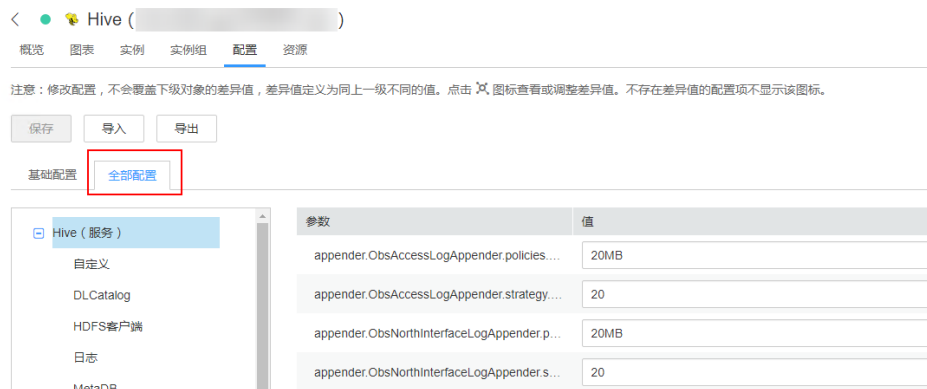 Hive (                    )
概览 图表 实例 实例组 配置 资源
注意：修改配置，不会覆盖下级对象的差异值，差异值定义为同上一级不同的值。点击 图标查看或调整差异值。不存在差异值的配置项不显示该图标。
保存 导入 导出
基础配置 全部配置
Hive（服务） 参数 值
自定义 appender.ObsAccessLogAppender.policies.... 20MB
DLCatalog appender.ObsAccessLogAppender.strategy.... 20
HDFS客户端 appender.ObsNorthInterfaceLogAppender.p... 20MB
日志 appender.ObsNorthInterfaceLogAppender.s... 20
MetaDB